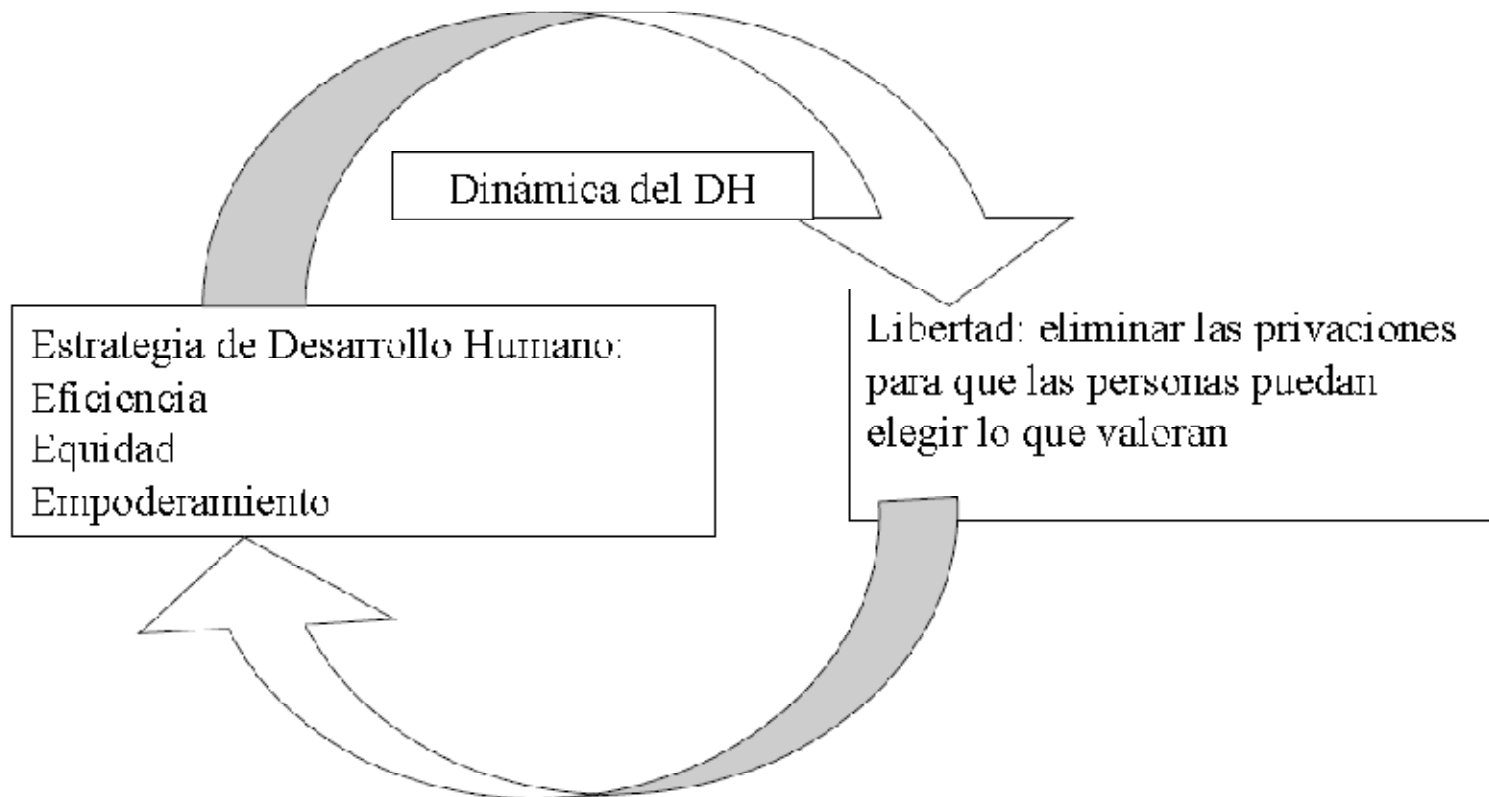 Dinámica del DH
Estrategia de Desarrollo Humano:
Eficiencia
Equidad
Empoderamiento
Libertad: eliminar las privaciones
para que las personas puedan
elegir lo que valoran